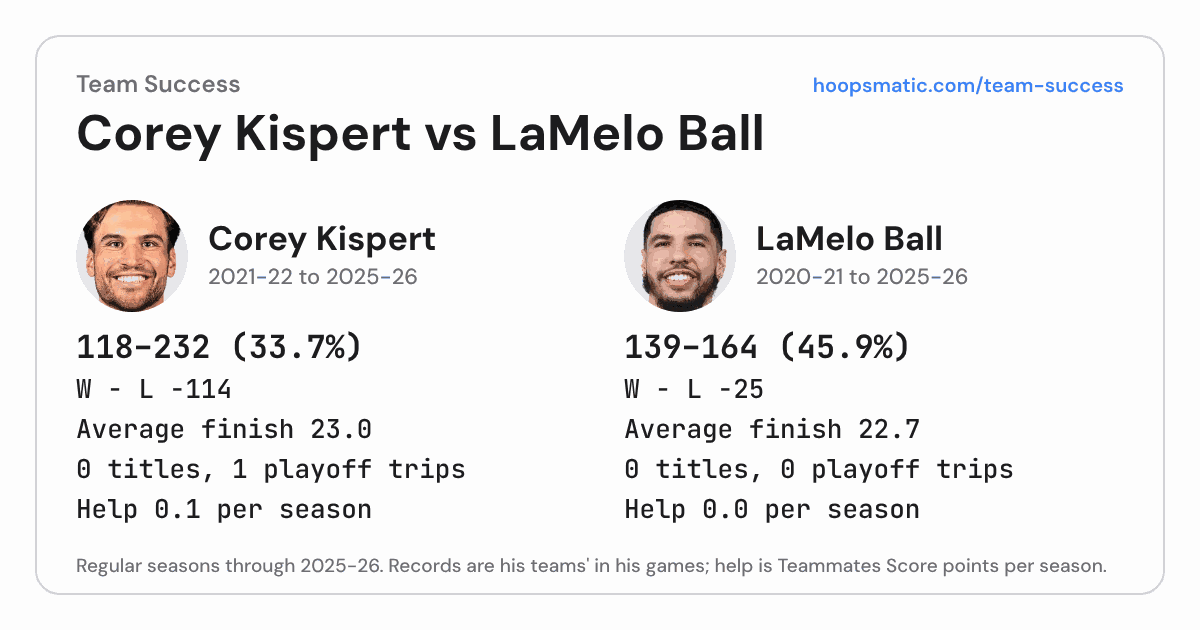 Team Success
hoopsmatic.com/team-success
Corey Kispert vs LaMelo Ball
Corey Kispert
2021-22 to 2025-26
118-232 (33.7%)
W - L -114
Average finish 23.0
0 titles, 1 playoff trips
Help 0.1 per season
LaMelo Ball
2020-21 to 2025-26
139-164 (45.9%)
W - L -25
Average finish 22.7
0 titles, 0 playoff trips
Help 0.0 per season
Regular seasons through 2025-26. Records are his teams' in his games; help is Teammates Score points per season.